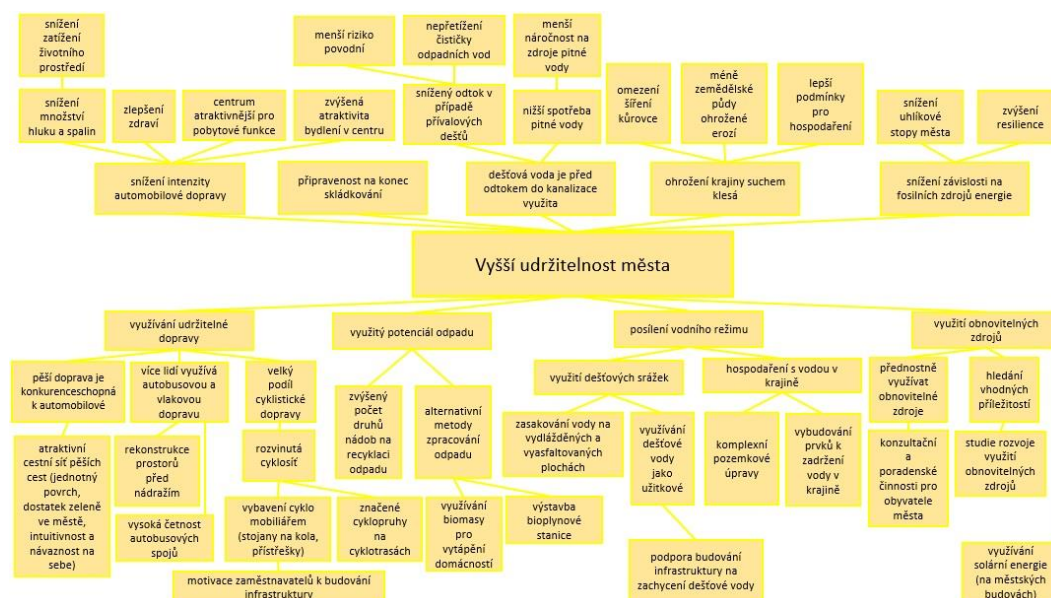 snížení
zatížení
životního
prostředí
menší riziko
povodní
nepřetížení
čističky
odpadních vod
menší
náročnost na
zdroje pitné
vody
snížení
množství
hluku a spalin
zlepšení
zdraví
centrum
atraktivnější pro
pobytové funkce
zvýšená
atraktivita
bydlení v centru
snížený odtok v
případě
přívalových
dešťů
nižší spotřeba
pitné vody
omezení
šíření
kůrovce
méně
zemědělské
půdy
ohrožené
erozí
lepší
podmínky
pro
hospodaření
snížení
uhlíkové
stopy města
zvýšení
resilience
snížení intenzity
automobilové dopravy
připravenost na konec
skládkování
dešťová voda je před
odtokem do kanalizace
využita
ohrožení krajiny suchem
klesá
snížení závislosti na
fosilních zdrojů energie
Vyšší udržitelnost města
využívání udržitelné
dopravy
využitý potenciál odpadu
posílení vodního režimu
využití obnovitelných
zdrojů
pěší doprava je
konkurenceschopná
k automobilové
více lidí využívá
autobusovou a
vlakovou
dopravu
velký
podíl
cyklistické
dopravy
zvýšený
počet
druhů
nádob na
recyklaci
odpadu
alternativní
metody
zpracování
odpadu
využití dešťových srážek
hospodaření s vodou v
krajině
přednostně
využívat
obnovitelné
zdroje
hledání
vhodných
příležitostí
atraktivní
cestní síť pěších
cest (jednotný
povrch,
dostatek zeleně
ve městě,
intuitivnost a
návaznost na
sebe)
rekonstrukce
prostorů
před
nádražím
rozvinutá
cyklosíť
zasakování vody na
vydlážděných a
vyasfaltovaných
plochách
využívání
dešťové
vody
jako
užitkové
komplexní
pozemkové
úpravy
vybudování
prvků k
zadržení
vody v
krajině
konzultační
a
poradenské
činnosti pro
obyvatele
města
studie rozvoje
využití
obnovitelných
zdrojů
vysoká četnost
autobusových
spojů
vybavení cyklo
mobiliářem
(stojany na kola,
přístřešky)
značené
cyklopruhy
na
cyklotrasách
využívání
biomasy
pro
vytápění
domácností
výstavba
bioplynové
stanice
motivace zaměstnavatelů k budování
infrastruktury
podpora budování
infrastruktury na
zachycení dešťové vody
využívání
solární energie
(na městských
budovách)